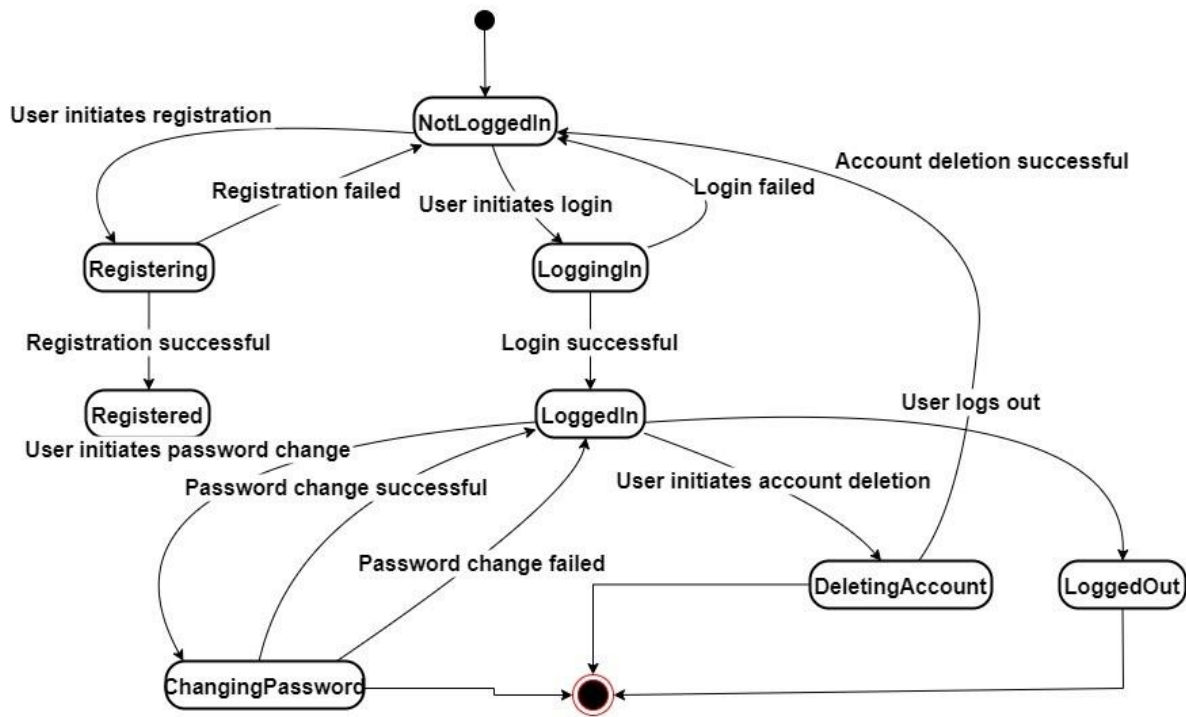 NotLoggedIn
User initiates registration
Account deletion successful
Registration failed
Login failed
User initiates login
Registering
LoggingIn
Registration successful
Login successful
Registered
LoggedIn
User logs out
User initiates password change
Password change successful
User initiates account deletion
Password change failed
DeletingAccount
LoggedOut
ChangingPassword